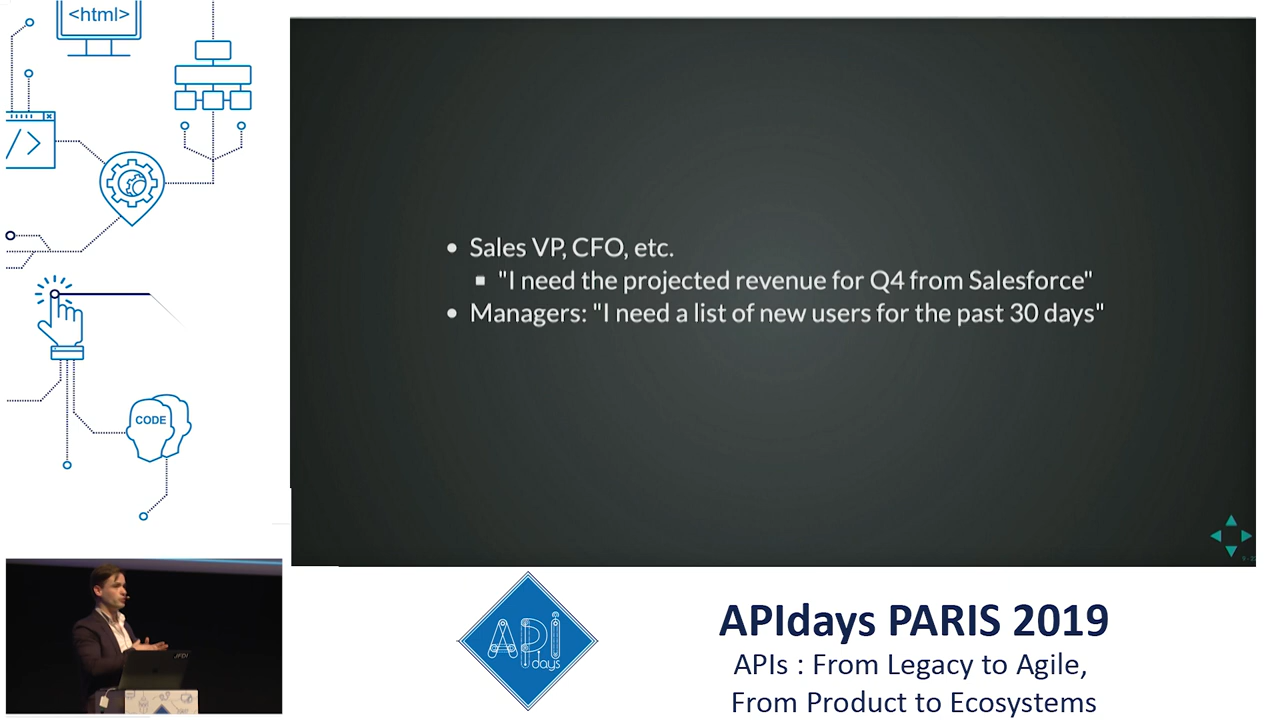 <html>
</>
CODE
• Sales VP, CFO, etc.
▪ "I need the projected revenue for Q4 from Salesforce"
• Managers: "I need a list of new users for the past 30 days"
JPDI
API
days
APIdays PARIS 2019
APIs : From Legacy to Agile,
From Product to Ecosystems